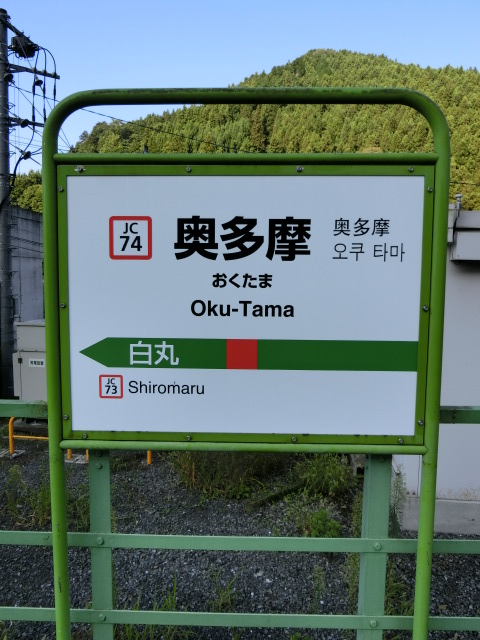 JC
74
奥多摩
奥多摩
오쿠 타마
おくたま
Oku-Tama
白丸
JC
73
Shiromaru